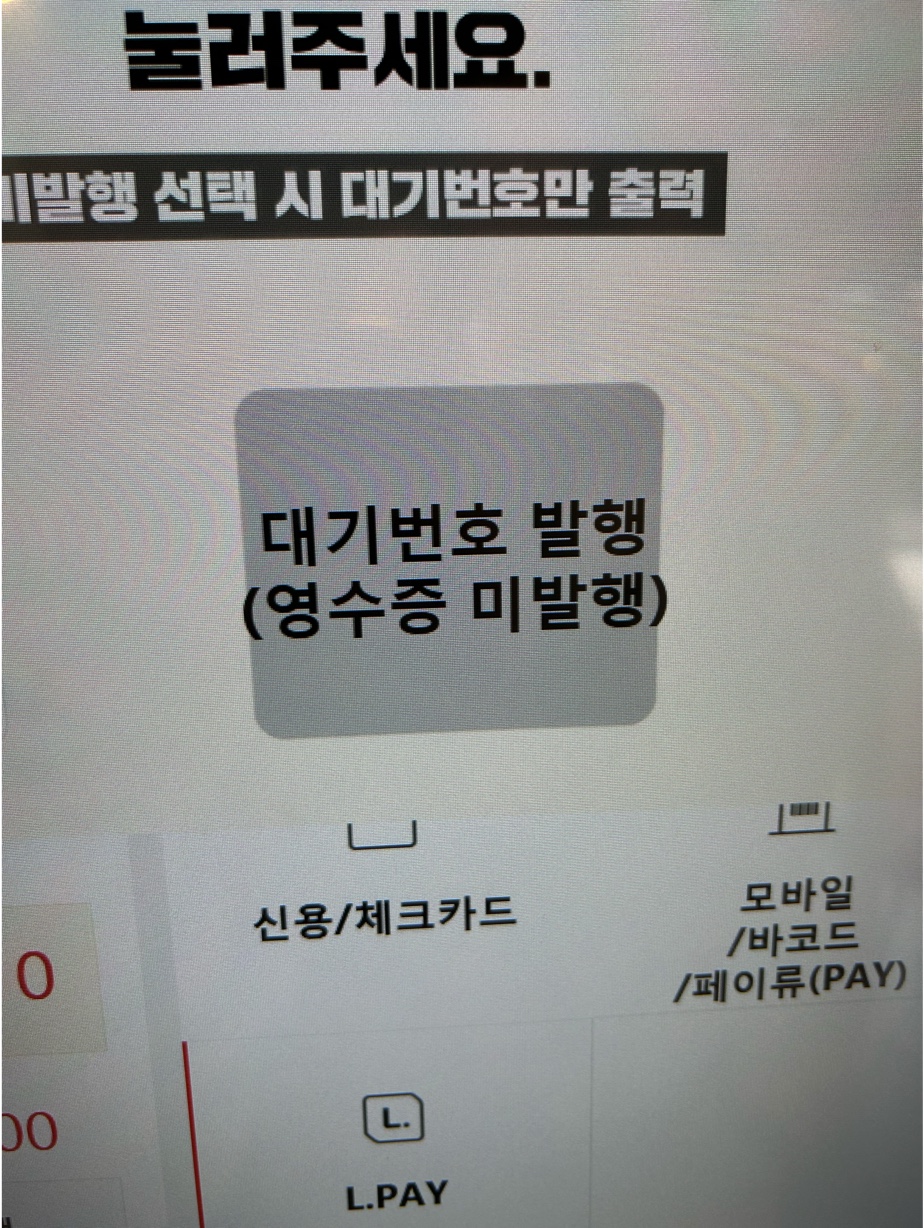 눌러주세요.
미발행 선택 시 대기번호만 출력
대기번호 발행
(영수증 미발행)
신용/체크카드
모바일
/바코드
/페이류(PAY)
0
00
L.
L.PAY